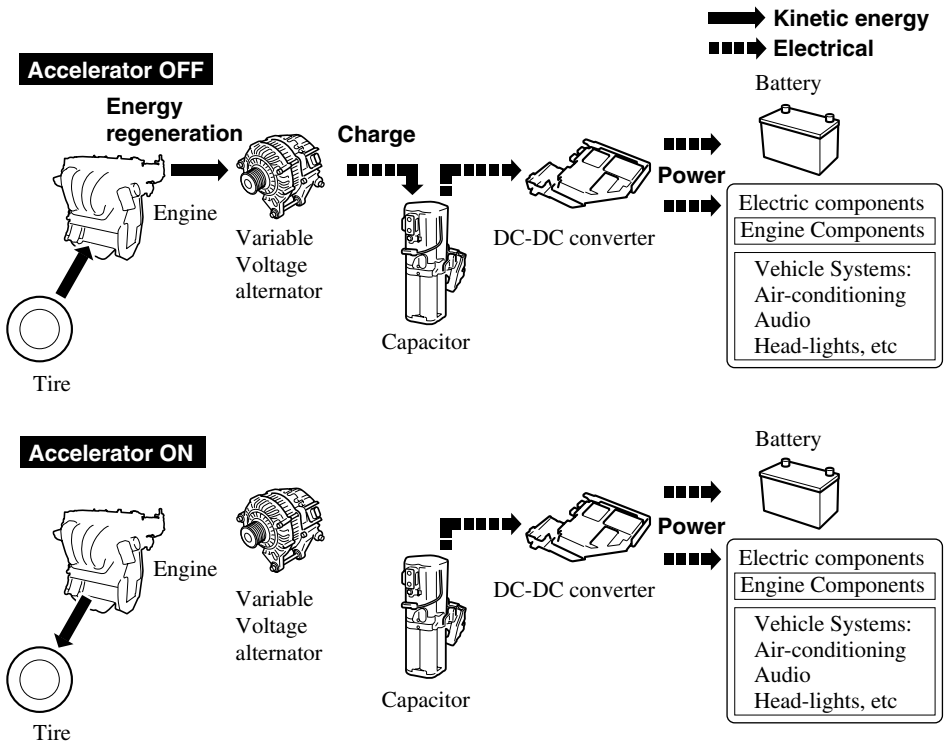 Kinetic energy
Electrical
Accelerator OFF
Energy
regeneration
Engine
Tire
Variable
Voltage
alternator
Charge
Capacitor
DC-DC converter
Power
Battery
Electric components
Engine Components
Vehicle Systems:
Air-conditioning
Audio
Head-lights, etc
Accelerator ON
Engine
Tire
Variable
Voltage
alternator
Capacitor
DC-DC converter
Power
Battery
Electric components
Engine Components
Vehicle Systems:
Air-conditioning
Audio
Head-lights, etc